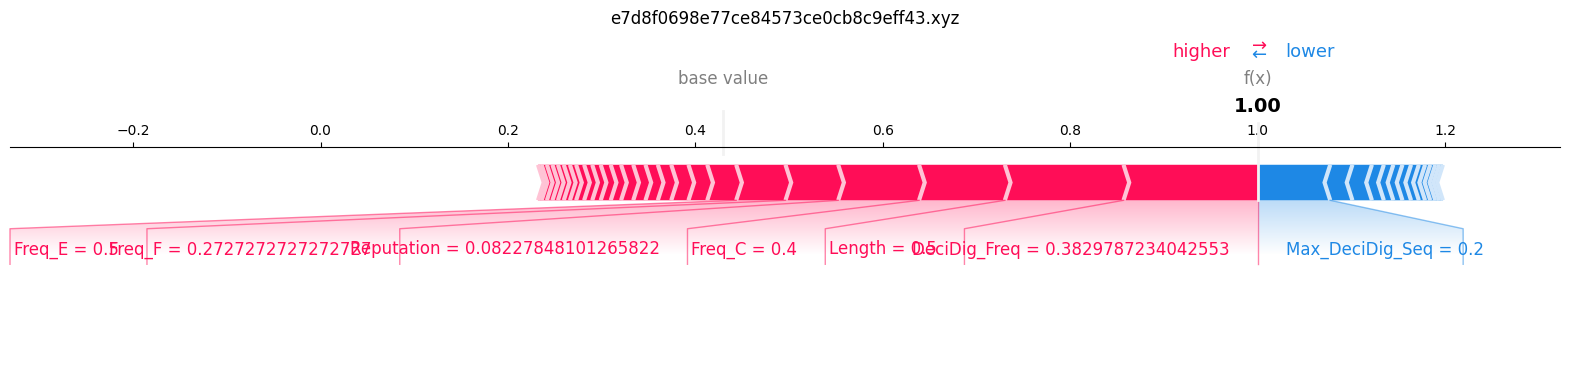 e7d8f0698e77ce84573ce0cb8c9eff43.xyz
higher ⇄ lower
base value f(x)
1.00
−0.2 0.0 0.2 0.4 0.6 0.8 1.0 1.2
Freq_E = 0.5 Freq_F = 0.2727272727272727 Reputation = 0.08227848101265822 Freq_C = 0.4 Length = 0.5 DeciDig_Freq = 0.3829787234042553 Max_DeciDig_Seq = 0.2